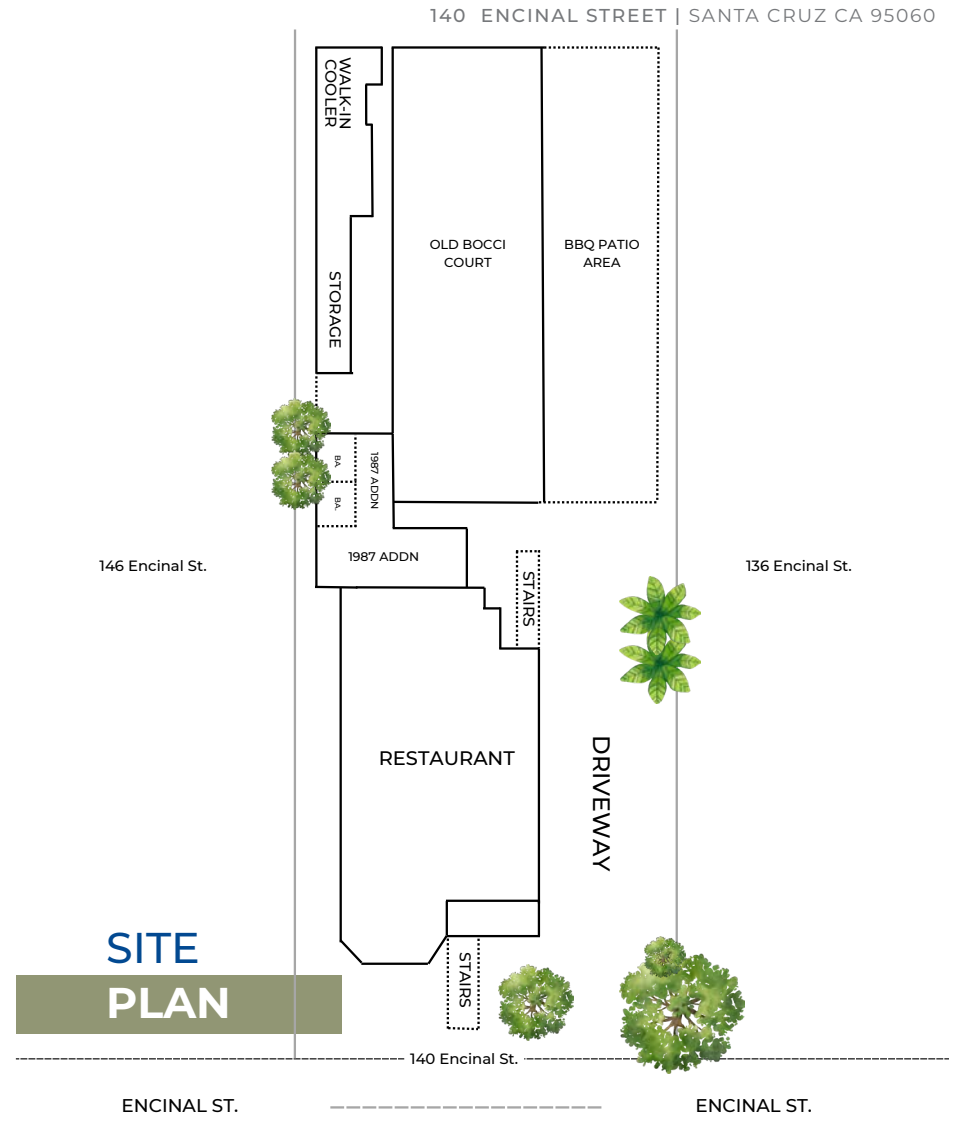 140 ENCINAL STREET | SANTA CRUZ CA 95060
WALK-IN
COOLER
OLD BOCCI
COURT
BBQ PATIO
AREA
STORAGE
BA.
1987 ADDN
BA.
1987 ADDN
146 Encinal St.
136 Encinal St.
STAIRS
RESTAURANT
DRIVEWAY
SITE
PLAN
STAIRS
140 Encinal St.
ENCINAL ST.
ENCINAL ST.